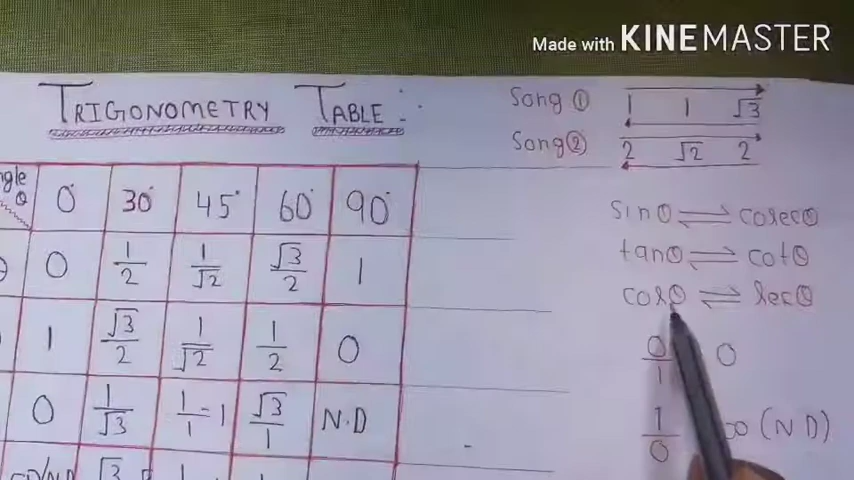 Made with KINEMASTER
TRIGONOMETRY TABLE :
Song ① 1 1 √3
Song ② 2 √2 2
ngle θ 0° 30° 45° 60° 90°
θ 0 1/2 1/√2 √3/2 1
1 √3/2 1/√2 1/2 0
0 1/√3 1/1 = 1 √3/1 N.D
√3
sinθ ⇌ cosecθ
tanθ ⇌ cotθ
cosθ ⇌ secθ
0/1 0
1/0 ∞ (N D)